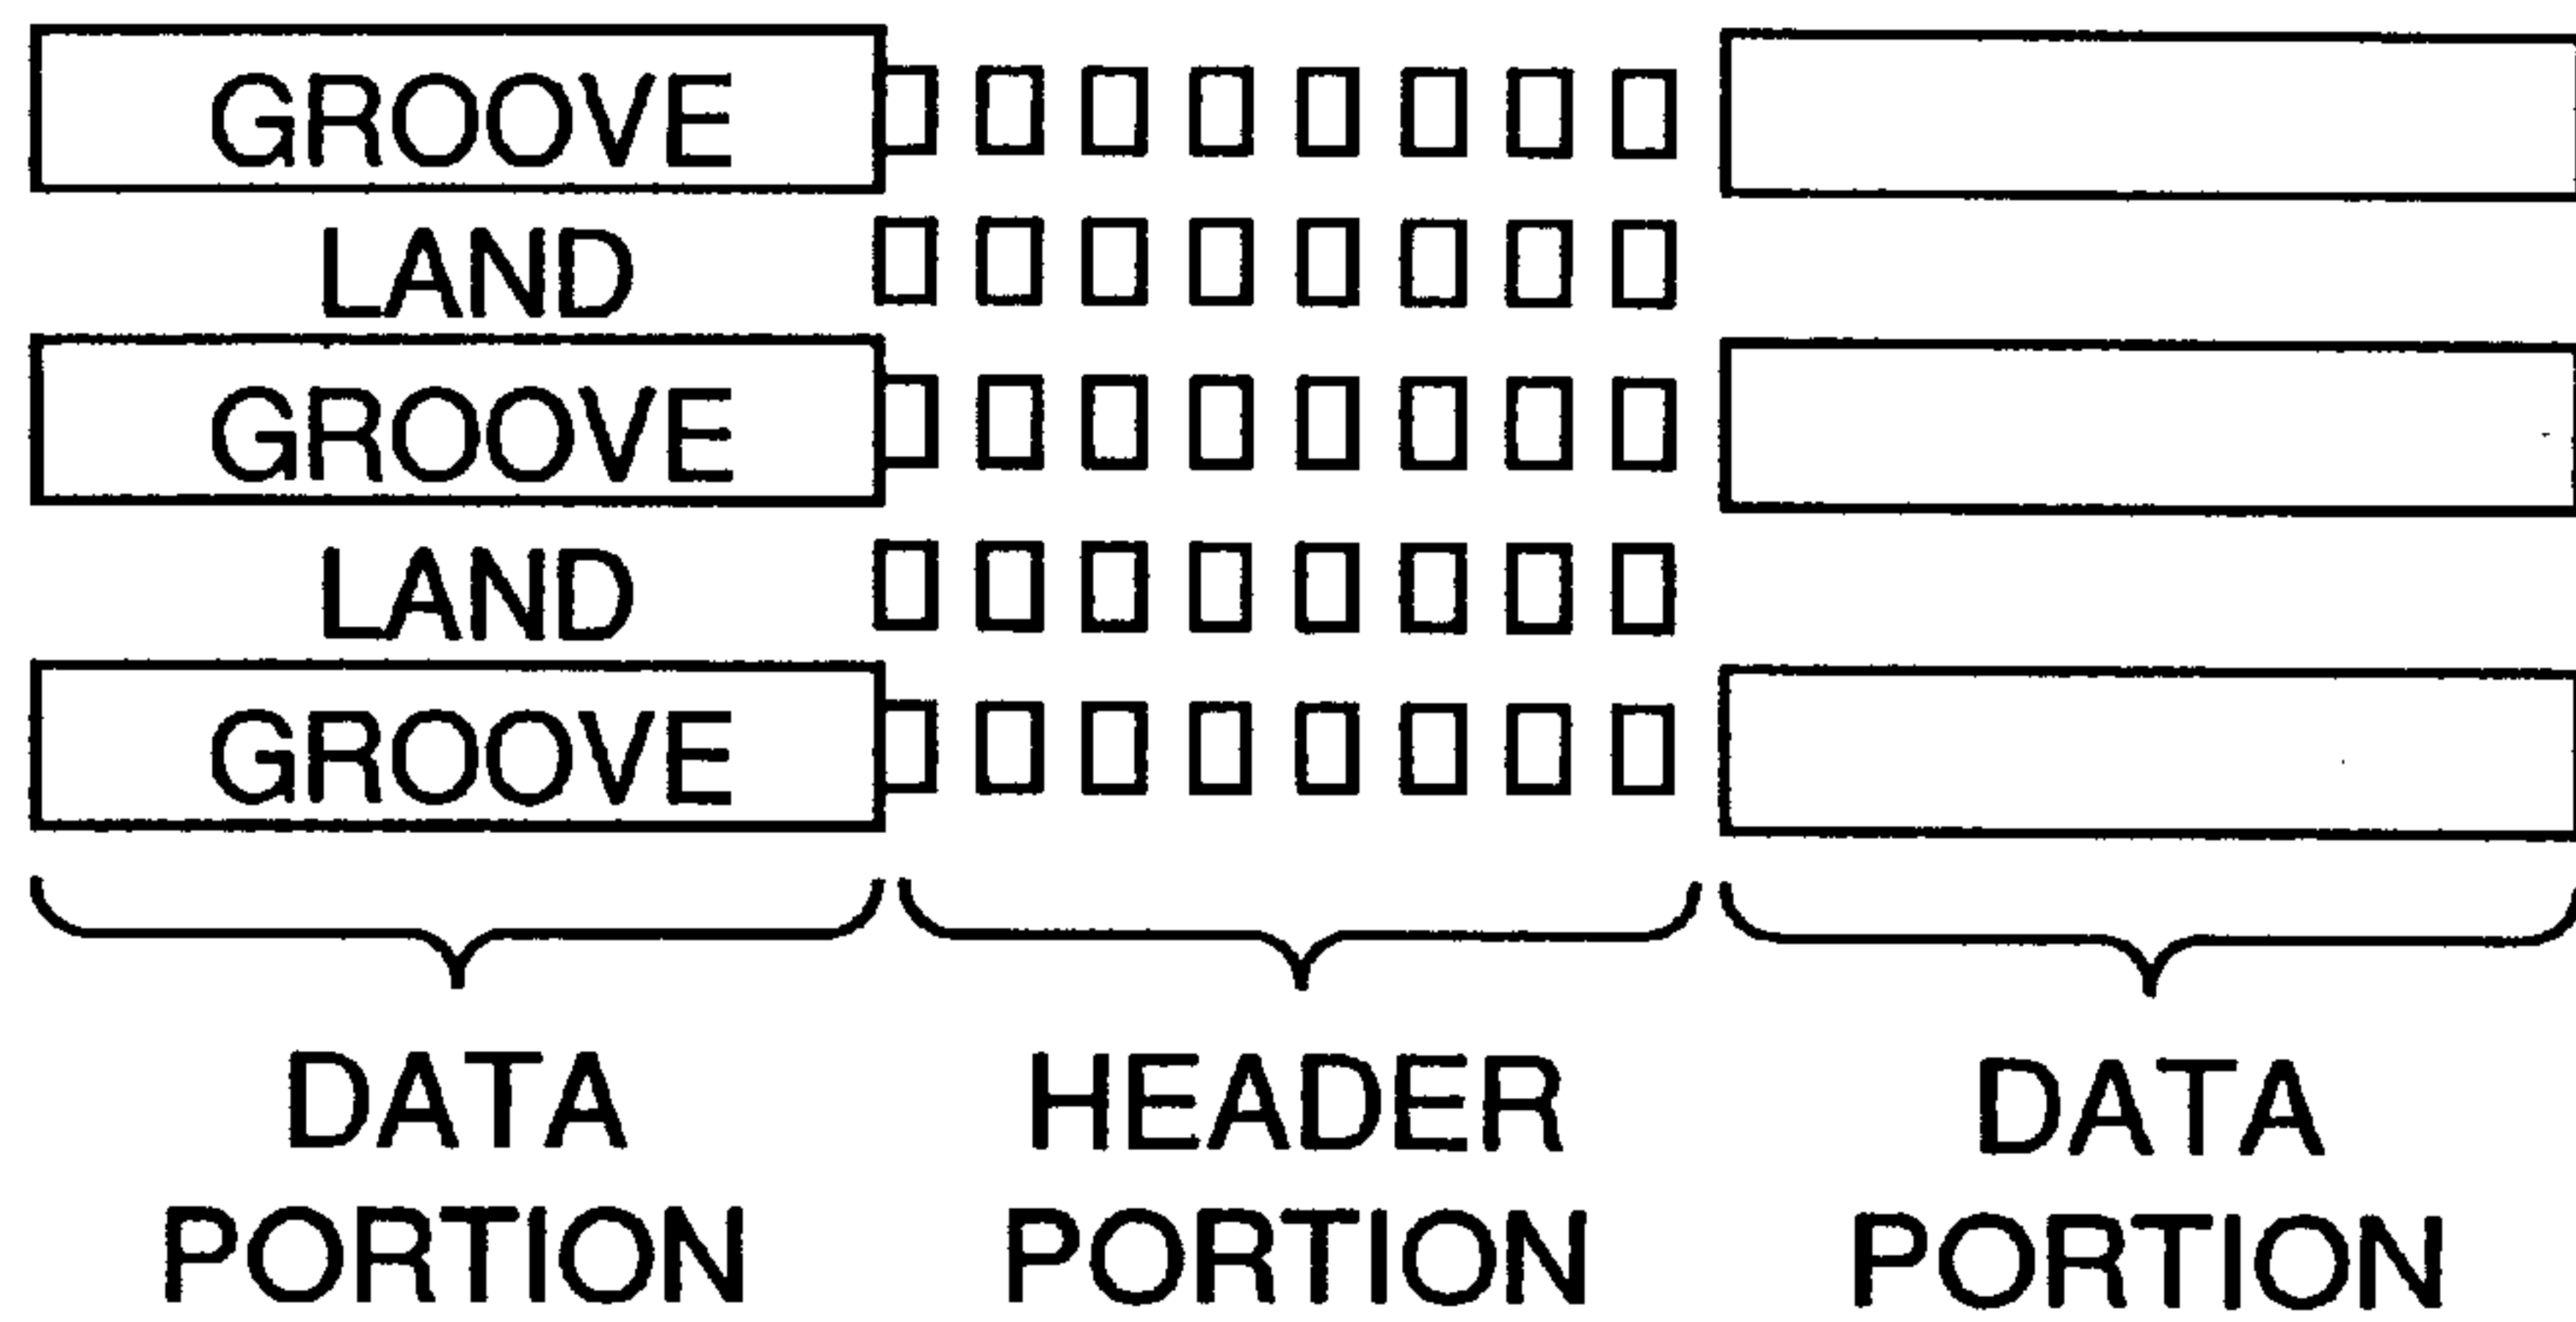 GROOVE
LAND
GROOVE
LAND
GROOVE
DATA PORTION
HEADER PORTION
DATA PORTION